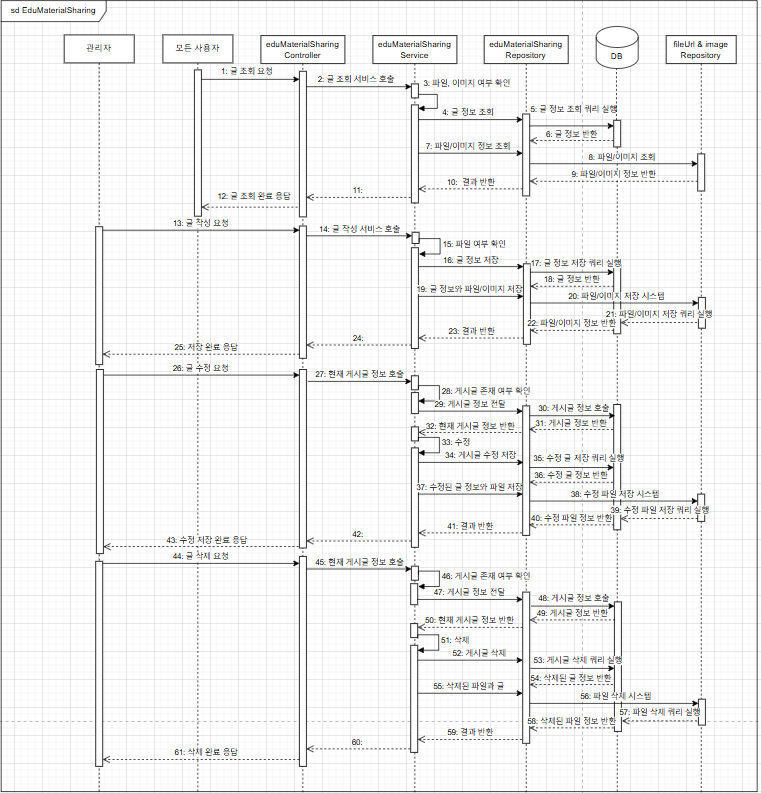 sd EduMaterialSharing
관리자
모든 사용자
eduMaterialSharing
Controller
eduMaterialSharing
Service
eduMaterialSharing
Repository
DB
fileUrl & image
Repository
1: 글 조회 요청
2: 글 조회 서비스 호출
3: 파일, 이미지 여부 확인
4: 글 정보 조회
5: 글 정보 조회 쿼리 실행
6: 글 정보 반환
7: 파일/이미지 정보 조회
8: 파일/이미지 조회
9: 파일/이미지 정보 반환
10: 결과 반환
11:
12: 글 조회 완료 응답
13: 글 작성 요청
14: 글 작성 서비스 호출
15: 파일 여부 확인
16: 글 정보 저장
17: 글 정보 저장 쿼리 실행
18: 글 정보 반환
19: 글 정보와 파일/이미지 저장
20: 파일/이미지 저장 시스템
21: 파일/이미지 저장 쿼리 실행
22: 파일/이미지 정보 반환
23: 결과 반환
24:
25: 저장 완료 응답
26: 글 수정 요청
27: 현재 게시글 정보 호출
28: 게시글 존재 여부 확인
29: 게시글 정보 전달
30: 게시글 정보 호출
31: 게시글 정보 반환
32: 현재 게시글 정보 반환
33: 수정
34: 게시글 수정 저장
35: 수정 글 저장 쿼리 실행
36: 수정 글 정보 반환
37: 수정된 글 정보와 파일 저장
38: 수정 파일 저장 시스템
39: 수정 파일 저장 쿼리 실행
40: 수정 파일 정보 반환
41: 결과 반환
42:
43: 수정 저장 완료 응답
44: 글 삭제 요청
45: 현재 게시글 정보 호출
46: 게시글 존재 여부 확인
47: 게시글 정보 전달
48: 게시글 정보 호출
49: 게시글 정보 반환
50: 현재 게시글 정보 반환
51: 삭제
52: 게시글 삭제
53: 게시글 삭제 쿼리 실행
54: 삭제된 글 정보 반환
55: 삭제된 파일과 글
56: 파일 삭제 시스템
57: 파일 삭제 쿼리 실행
58: 삭제된 파일 정보 반환
59: 결과 반환
60:
61: 삭제 완료 응답